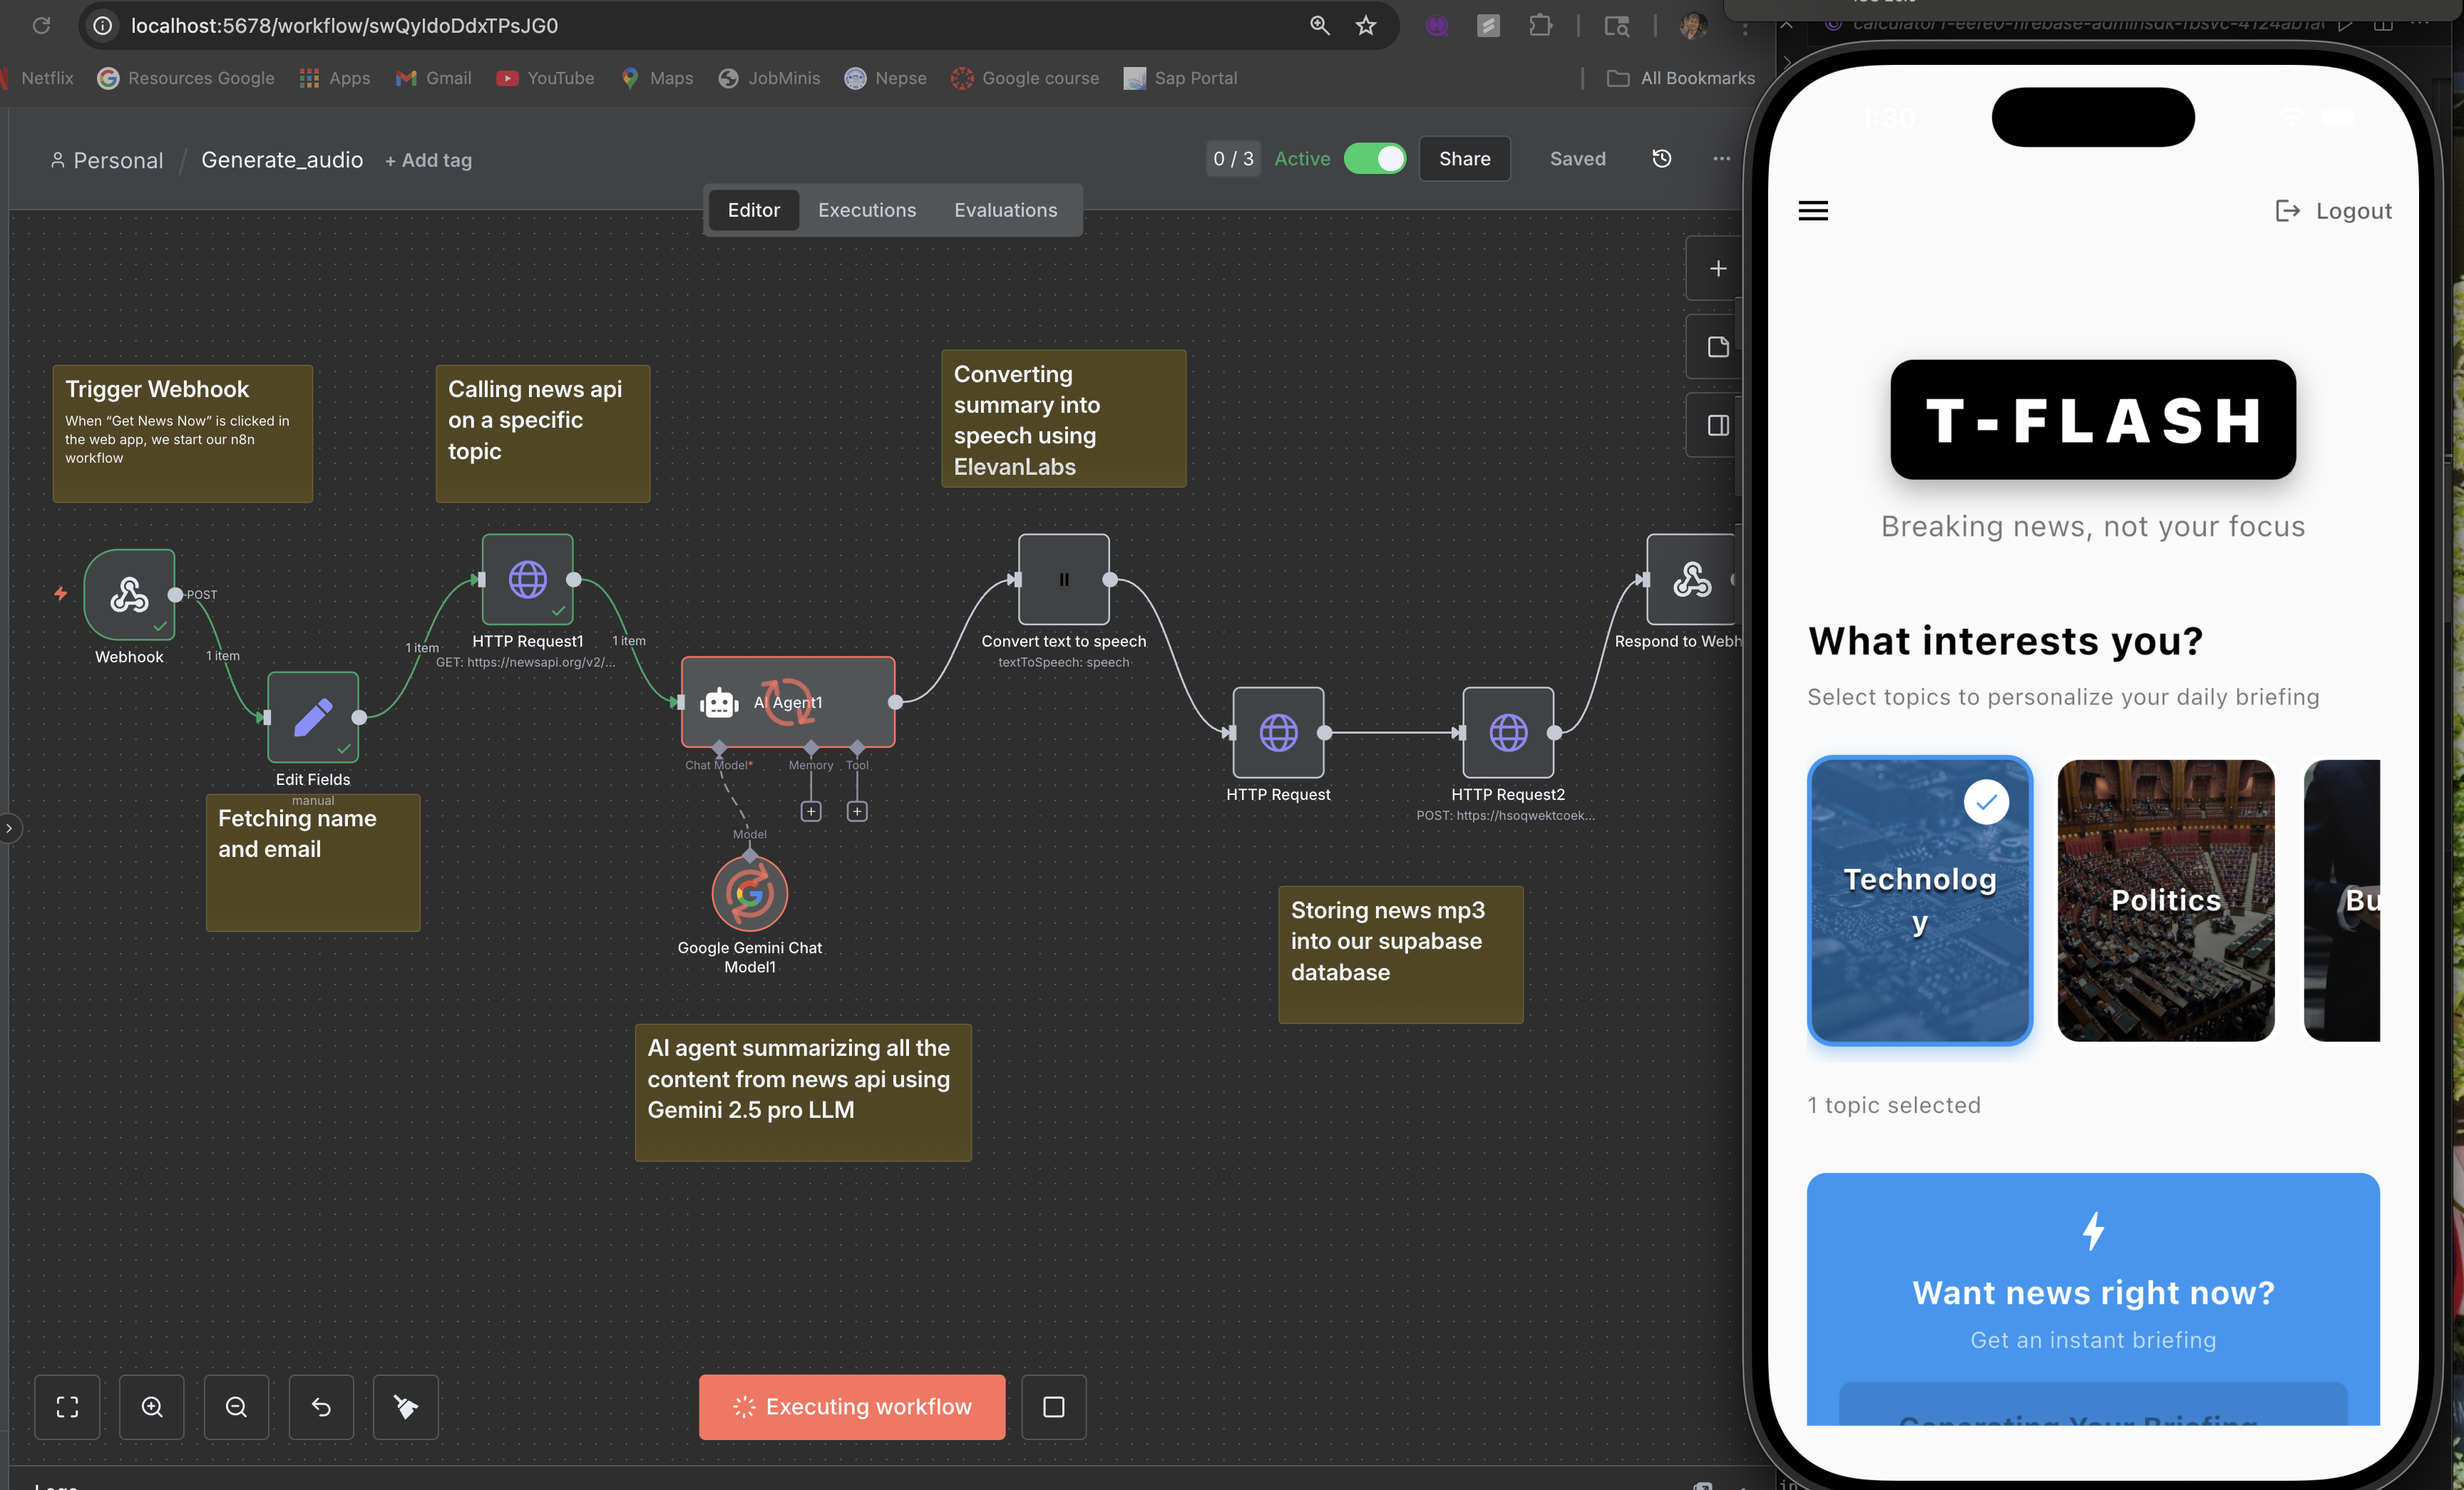 localhost:5678/workflow/swQyIdoDdxTPsJG0
Netflix
Resources Google
Apps
Gmail
YouTube
Maps
JobMinis
Nepse
Google course
Sap Portal
All Bookmarks
Personal / Generate_audio + Add tag
0 / 3 Active Share Saved
Editor Executions Evaluations
Trigger Webhook
When “Get News Now” is clicked in
the web app, we start our n8n
workflow
Calling news api
on a specific
topic
Converting
summary into
speech using
ElevanLabs
POST
Webhook
1 item
Edit Fields
manual
Fetching name
and email
1 item
HTTP Request1
GET: https://newsapi.org/v2/...
1 item
AI Agent1
Chat Model*
Memory
Tool
Model
Google Gemini Chat
Model1
Convert text to speech
textToSpeech: speech
HTTP Request
HTTP Request2
POST: https://hsoqwektcoek...
Respond to Webh
Storing news mp3
into our supabase
database
AI agent summarizing all the
content from news api using
Gemini 2.5 pro LLM
Executing workflow
1:30
Logout
T-FLASH
Breaking news, not your focus
What interests you?
Select topics to personalize your daily briefing
Technolog
y
Politics
Bu
1 topic selected
Want news right now?
Get an instant briefing
Generating Your Briefing